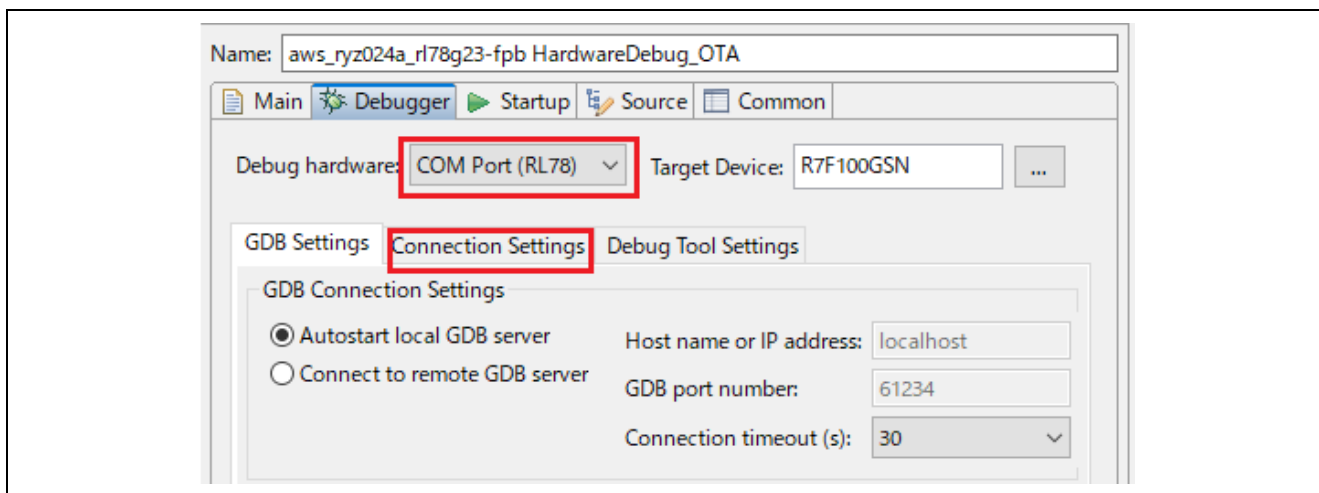 Name: aws_ryz024a_rl78g23-fpb HardwareDebug_OTA
Main Debugger Startup Source Common
Debug hardware: COM Port (RL78) Target Device: R7F100GSN ...
GDB Settings Connection Settings Debug Tool Settings
GDB Connection Settings
Autostart local GDB server Host name or IP address: localhost
Connect to remote GDB server GDB port number: 61234
Connection timeout (s): 30